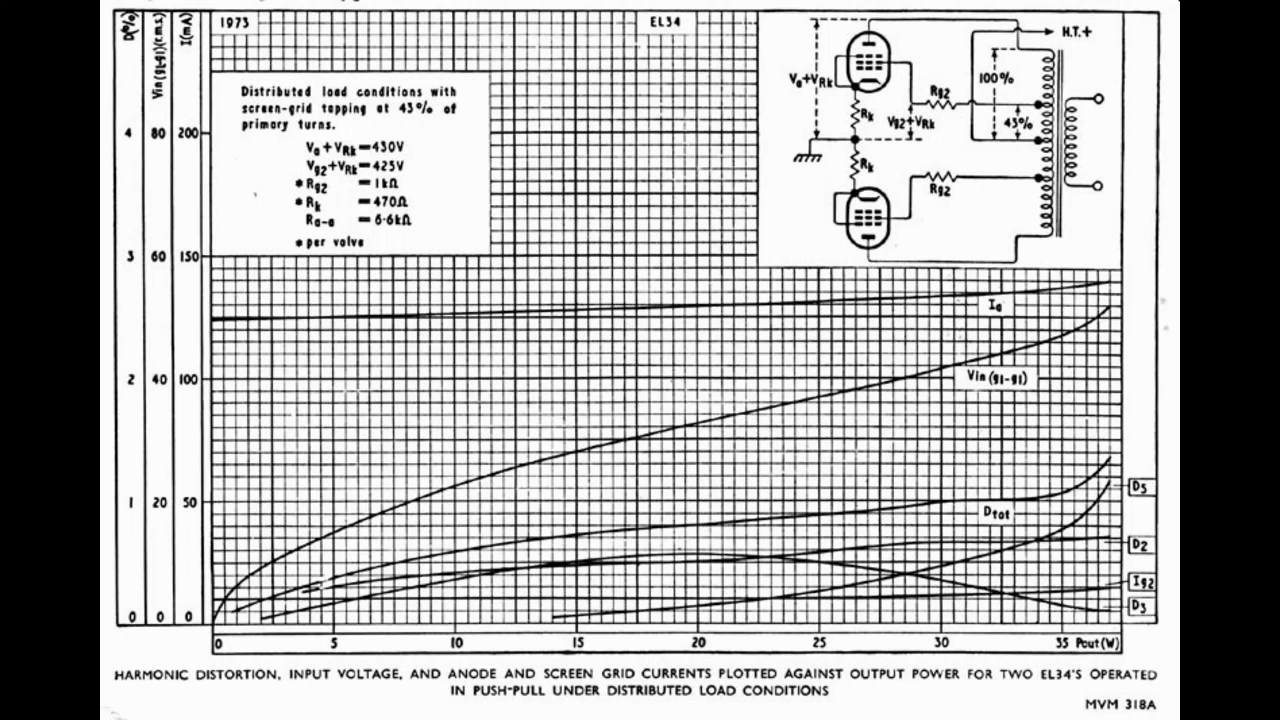 1973
EL34
D(%)
Vin(g1-g1)(r.m.s.)
I(mA)
Distributed load conditions with
screen-grid tapping at 43% of
primary turns.
Va + VRk = 430V
Vg2 + VRk = 425V
* Rg2 = 1kΩ
* Rk = 470Ω
Ra-a = 6·6kΩ
* per valve
H.T.+
Va+VRk
100%
Rg2
Rk
Vg2+VRk
43%
Rk
Rg2
4 80 200
3 60 150
2 40 100
1 20 50
0 0 0
Ia
Vin (g1-g1)
Dtot
D5
D2
Ig2
D3
0 5 10 15 20 25 30 35 Pout(W)
HARMONIC DISTORTION, INPUT VOLTAGE, AND ANODE AND SCREEN GRID CURRENTS PLOTTED AGAINST OUTPUT POWER FOR TWO EL34'S OPERATED
IN PUSH-PULL UNDER DISTRIBUTED LOAD CONDITIONS
MVM 318A